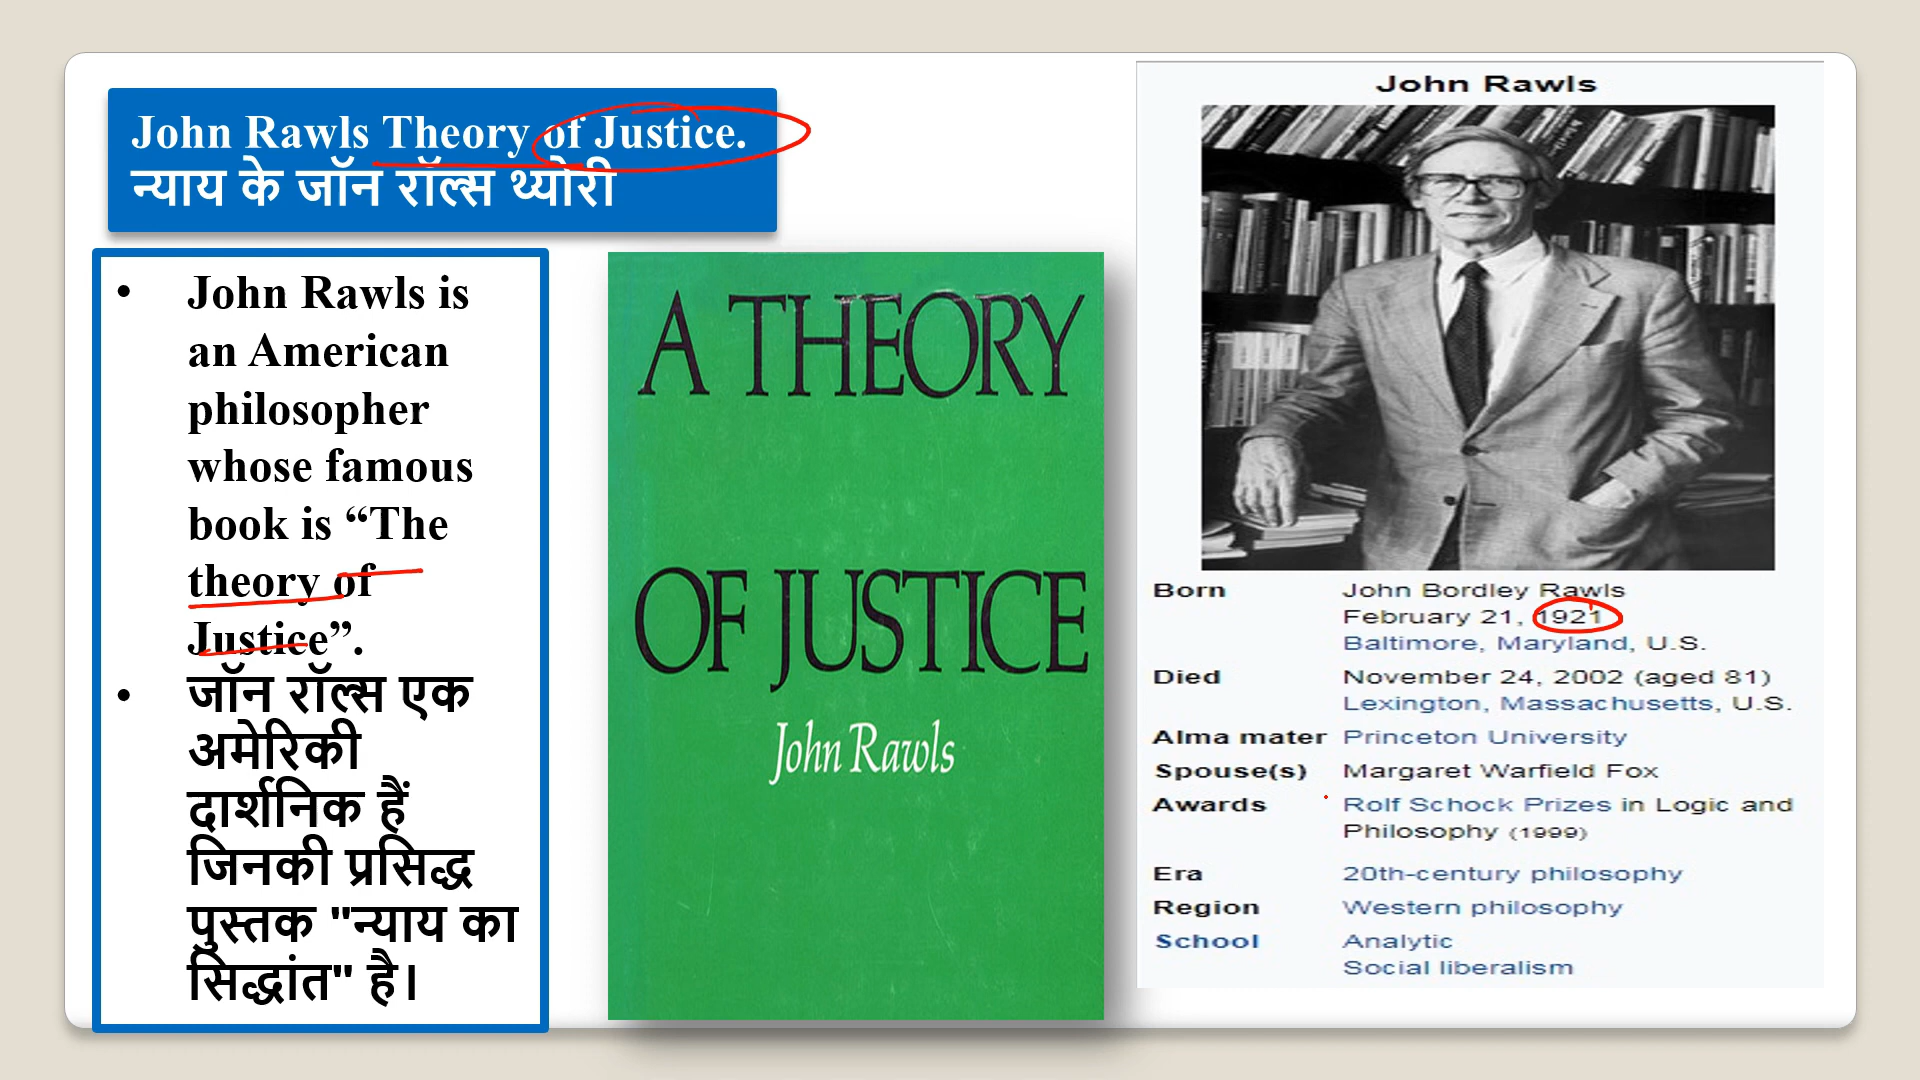 John Rawls Theory of Justice.
न्याय के जॉन रॉल्स थ्योरी
• John Rawls is
an American
philosopher
whose famous
book is “The
theory of
Justice”.
• जॉन रॉल्स एक
अमेरिकी
दार्शनिक हैं
जिनकी प्रसिद्ध
पुस्तक "न्याय का
सिद्धांत" है।
A THEORY
OF JUSTICE
John Rawls
John Rawls
Born John Bordley Rawls
February 21, 1921
Baltimore, Maryland, U.S.
Died November 24, 2002 (aged 81)
Lexington, Massachusetts, U.S.
Alma mater Princeton University
Spouse(s) Margaret Warfield Fox
Awards Rolf Schock Prizes in Logic and
Philosophy (1999)
Era 20th-century philosophy
Region Western philosophy
School Analytic
Social liberalism